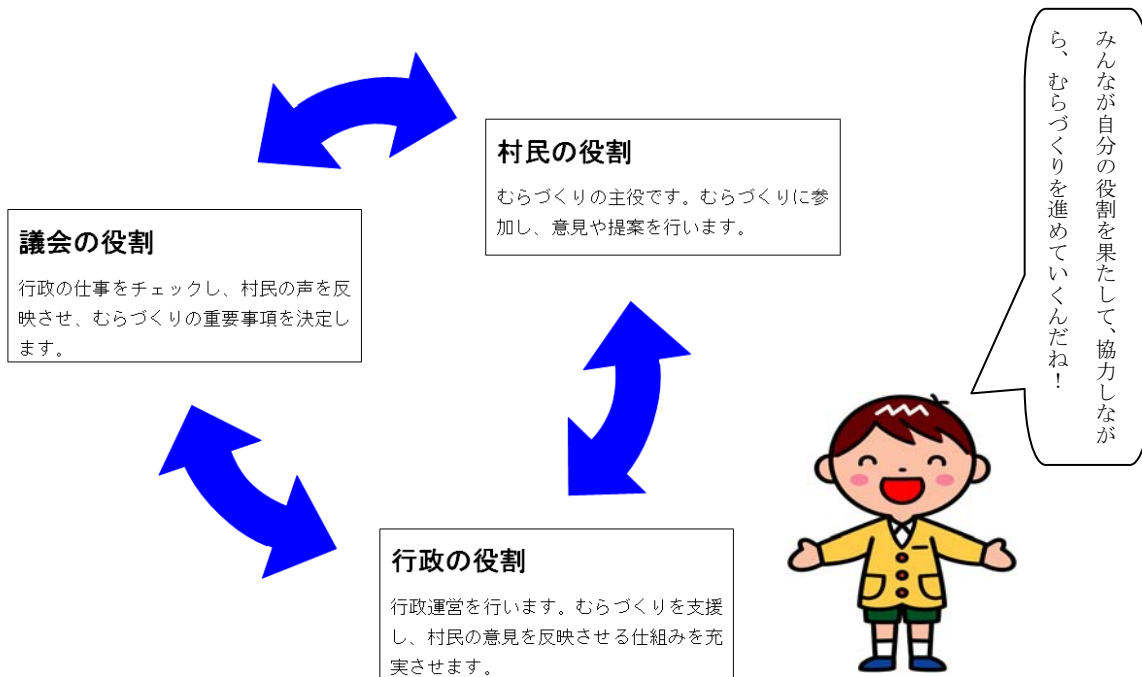 みんなが自分の役割を果たして、協力しなが
ら、むらづくりを進めていくんだね！
村民の役割
むらづくりの主役です。むらづくりに参
加し、意見や提案を行います。
議会の役割
行政の仕事をチェックし、村民の声を反
映させ、むらづくりの重要事項を決定し
ます。
行政の役割
行政運営を行います。むらづくりを支援
し、村民の意見を反映させる仕組みを充
実させます。